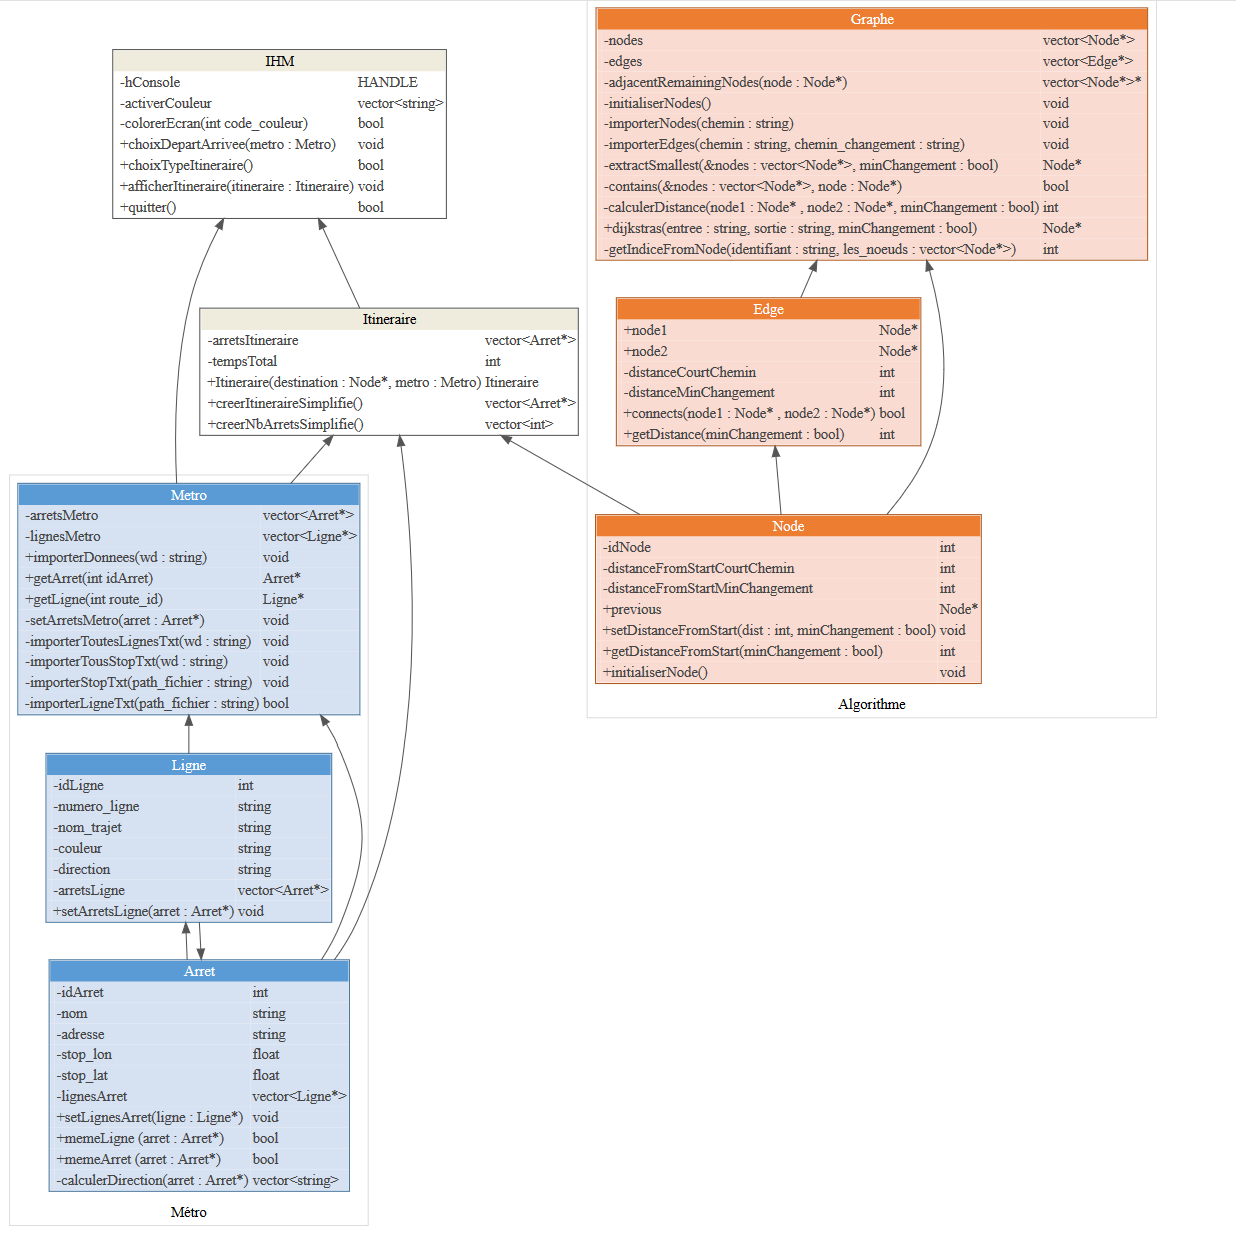 IHM
-hConsole HANDLE
-activerCouleur vector<string>
-colorerEcran(int code_couleur) bool
+choixDepartArrivee(metro : Metro) void
+choixTypeItineraire() bool
+afficherItineraire(itineraire : Itineraire) void
+quitter() bool
Graphe
-nodes vector<Node*>
-edges vector<Edge*>
-adjacentRemainingNodes(node : Node*) vector<Node*>*
-initialiserNodes() void
-importerNodes(chemin : string) void
-importerEdges(chemin : string, chemin_changement : string) void
-extractSmallest(&nodes : vector<Node*>, minChangement : bool) Node*
-contains(&nodes : vector<Node*>, node : Node*) bool
-calculerDistance(node1 : Node* , node2 : Node*, minChangement : bool) int
+dijkstras(entree : string, sortie : string, minChangement : bool) Node*
-getIndiceFromNode(identifiant : string, les_noeuds : vector<Node*>) int
Itineraire
-arretsItineraire vector<Arret*>
-tempsTotal int
+Itineraire(destination : Node*, metro : Metro) Itineraire
+creerItineraireSimplifie() vector<Arret*>
+creerNbArretsSimplifie() vector<int>
Edge
+node1 Node*
+node2 Node*
-distanceCourtChemin int
-distanceMinChangement int
+connects(node1 : Node* , node2 : Node*) bool
+getDistance(minChangement : bool) int
Metro
-arretsMetro vector<Arret*>
-lignesMetro vector<Ligne*>
+importerDonnees(wd : string) void
+getArret(int idArret) Arret*
+getLigne(int route_id) Ligne*
-setArretsMetro(arret : Arret*) void
-importerToutesLignesTxt(wd : string) void
-importerTousStopTxt(wd : string) void
-importerStopTxt(path_fichier : string) void
-importerLigneTxt(path_fichier : string) bool
Node
-idNode int
-distanceFromStartCourtChemin int
-distanceFromStartMinChangement int
+previous Node*
+setDistanceFromStart(dist : int, minChangement : bool) void
+getDistanceFromStart(minChangement : bool) int
+initialiserNode() void
Algorithme
Ligne
-idLigne int
-numero_ligne string
-nom_trajet string
-couleur string
-direction string
-arretsLigne vector<Arret*>
+setArretsLigne(arret : Arret*) void
Arret
-idArret int
-nom string
-adresse string
-stop_lon float
-stop_lat float
-lignesArret vector<Ligne*>
+setLignesArret(ligne : Ligne*) void
+memeLigne (arret : Arret*) bool
+memeArret (arret : Arret*) bool
-calculerDirection(arret : Arret*) vector<string>
Métro